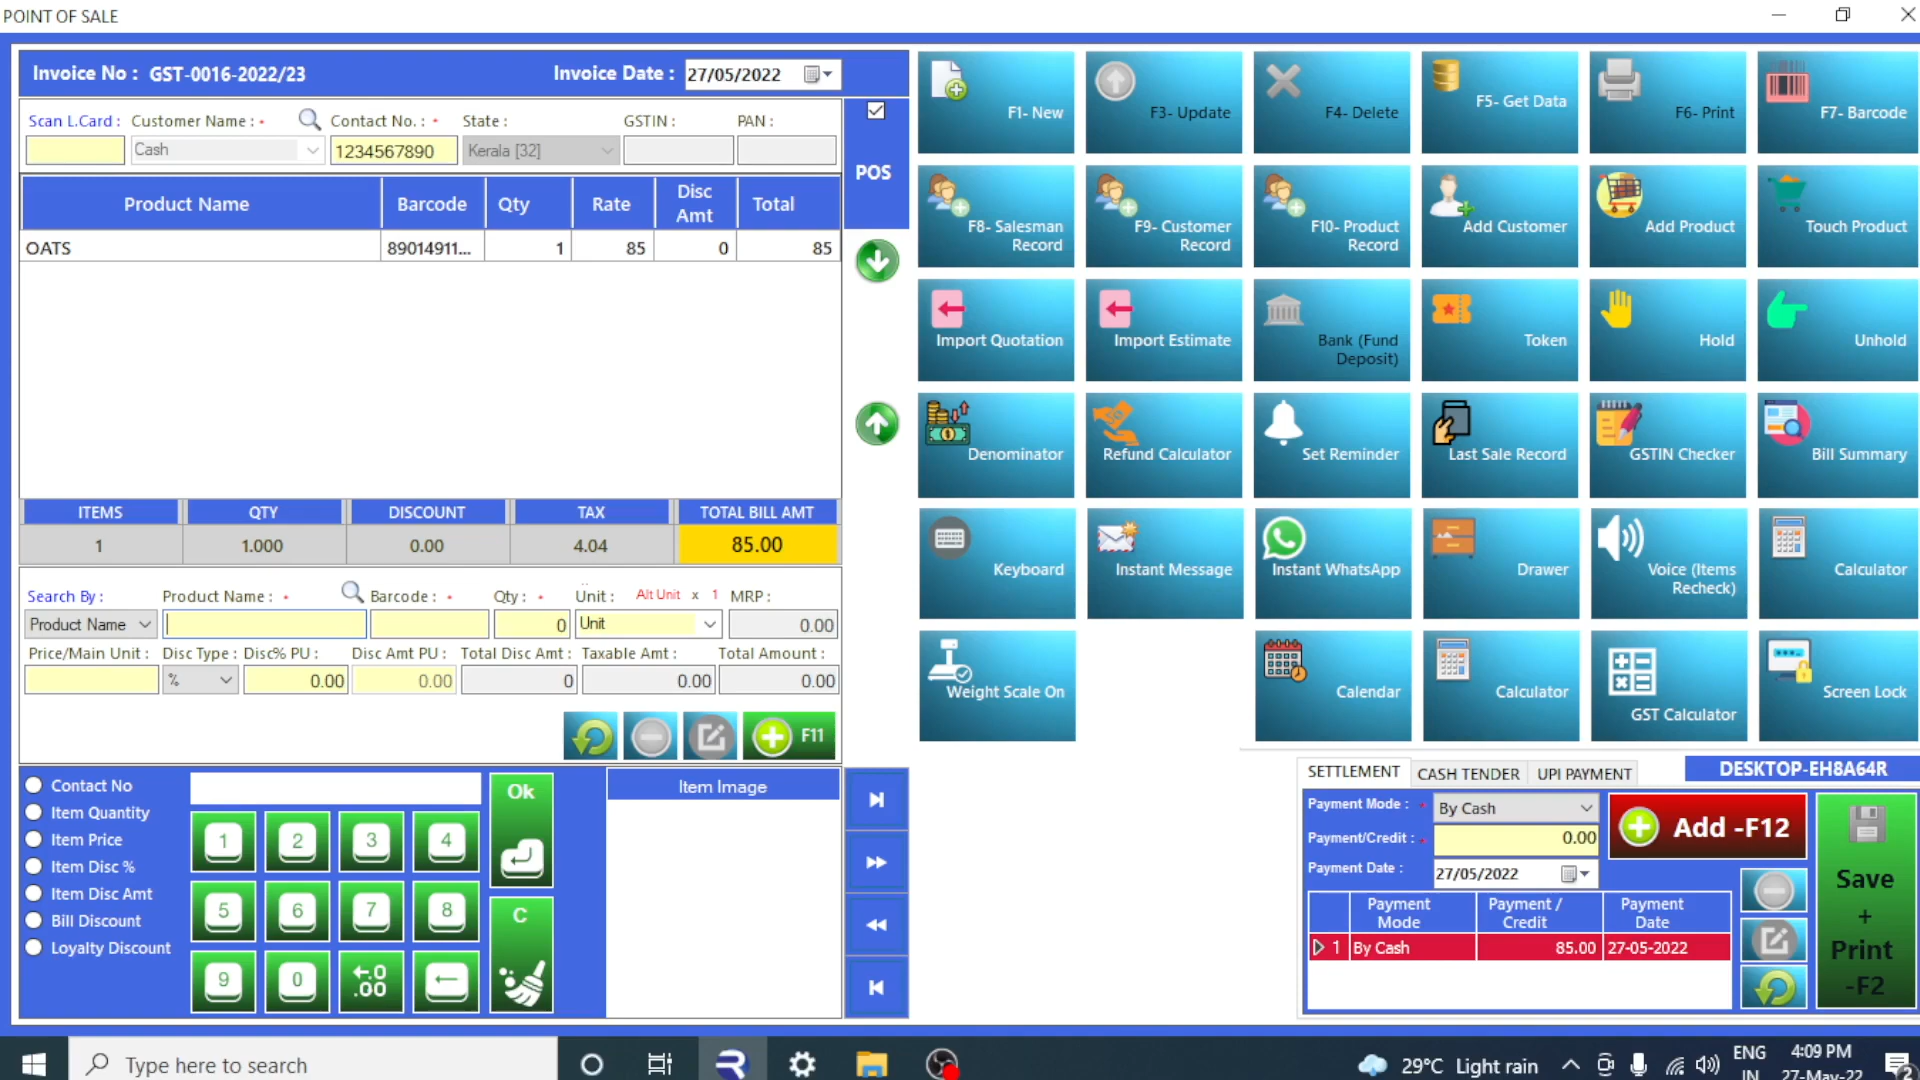 POINT OF SALE
Invoice No : GST-0016-2022/23
Invoice Date : 27/05/2022
Scan L.Card : Customer Name : * Contact No. : * State : GSTIN : PAN :
Cash 1234567890 Kerala [32]
POS
Product Name Barcode Qty Rate Disc Amt Total
OATS 89014911... 1 85 0 85
ITEMS QTY DISCOUNT TAX TOTAL BILL AMT
1 1.000 0.00 4.04 85.00
Search By : Product Name : * Barcode : * Qty : * Unit : Alt Unit x 1 MRP :
Product Name 0 Unit 0.00
Price/Main Unit : Disc Type : Disc% PU : Disc Amt PU : Total Disc Amt : Taxable Amt : Total Amount :
% 0.00 0.00 0 0.00 0.00
F11
Contact No
Item Quantity
Item Price
Item Disc %
Item Disc Amt
Bill Discount
Loyalty Discount
1 2 3 4
5 6 7 8
9 0 .0 .00
Ok
C
Item Image
F1- New
F3- Update
F4- Delete
F5- Get Data
F6- Print
F7- Barcode
F8- Salesman Record
F9- Customer Record
F10- Product Record
Add Customer
Add Product
Touch Product
Import Quotation
Import Estimate
Bank (Fund Deposit)
Token
Hold
Unhold
Denominator
Refund Calculator
Set Reminder
Last Sale Record
GSTIN Checker
Bill Summary
Keyboard
Instant Message
Instant WhatsApp
Drawer
Voice (Items Recheck)
Calculator
Weight Scale On
Calendar
Calculator
GST Calculator
Screen Lock
SETTLEMENT CASH TENDER UPI PAYMENT DESKTOP-EH8A64R
Payment Mode : * By Cash
Payment/Credit : * 0.00
Payment Date : 27/05/2022
Add -F12
Save
+
Print
-F2
Payment Mode Payment / Credit Payment Date
1 By Cash 85.00 27-05-2022
Type here to search
29°C Light rain
ENG
IN
4:09 PM
27-May-22
2